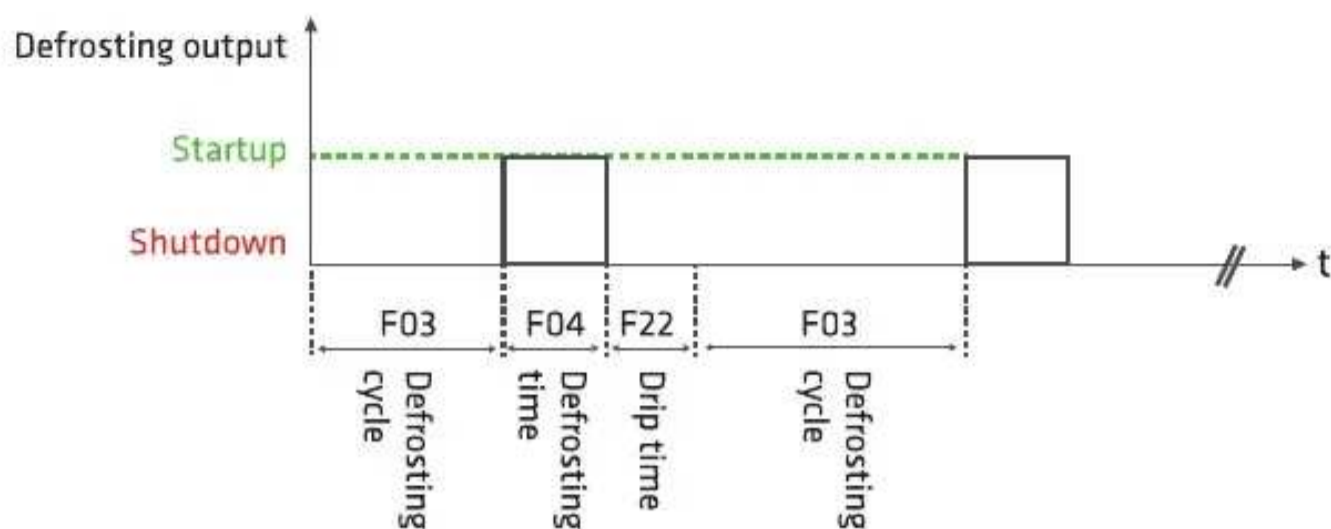 Defrosting output
Startup
Shutdown
t
F03
F04
F22
F03
Defrosting
cycle
Defrosting
time
Drip time
Defrosting
cycle